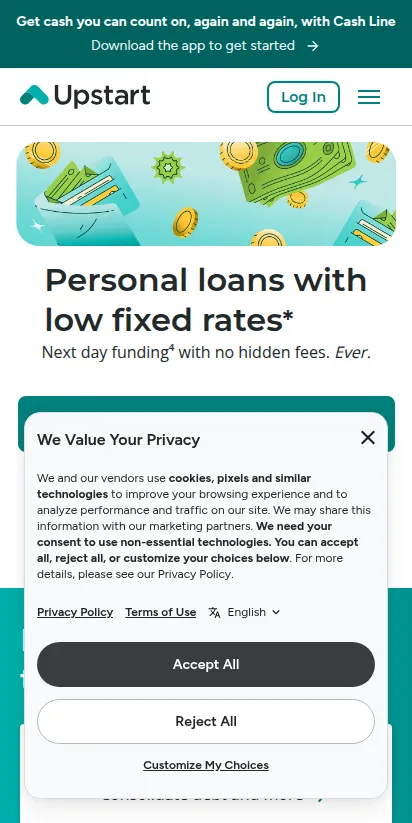 Get cash you can count on, again and again, with Cash Line
Download the app to get started →
Upstart
Log In
Personal loans with
low fixed rates*
Next day funding⁴ with no hidden fees. Ever.
We Value Your Privacy
We and our vendors use cookies, pixels and similar
technologies to improve your browsing experience and to
analyze performance and traffic on our site. We may share this
information with our marketing partners. We need your
consent to use non-essential technologies. You can accept
all, reject all, or customize your choices below. For more
details, please see our Privacy Policy.
Privacy Policy Terms of Use English
Accept All
Reject All
Customize My Choices